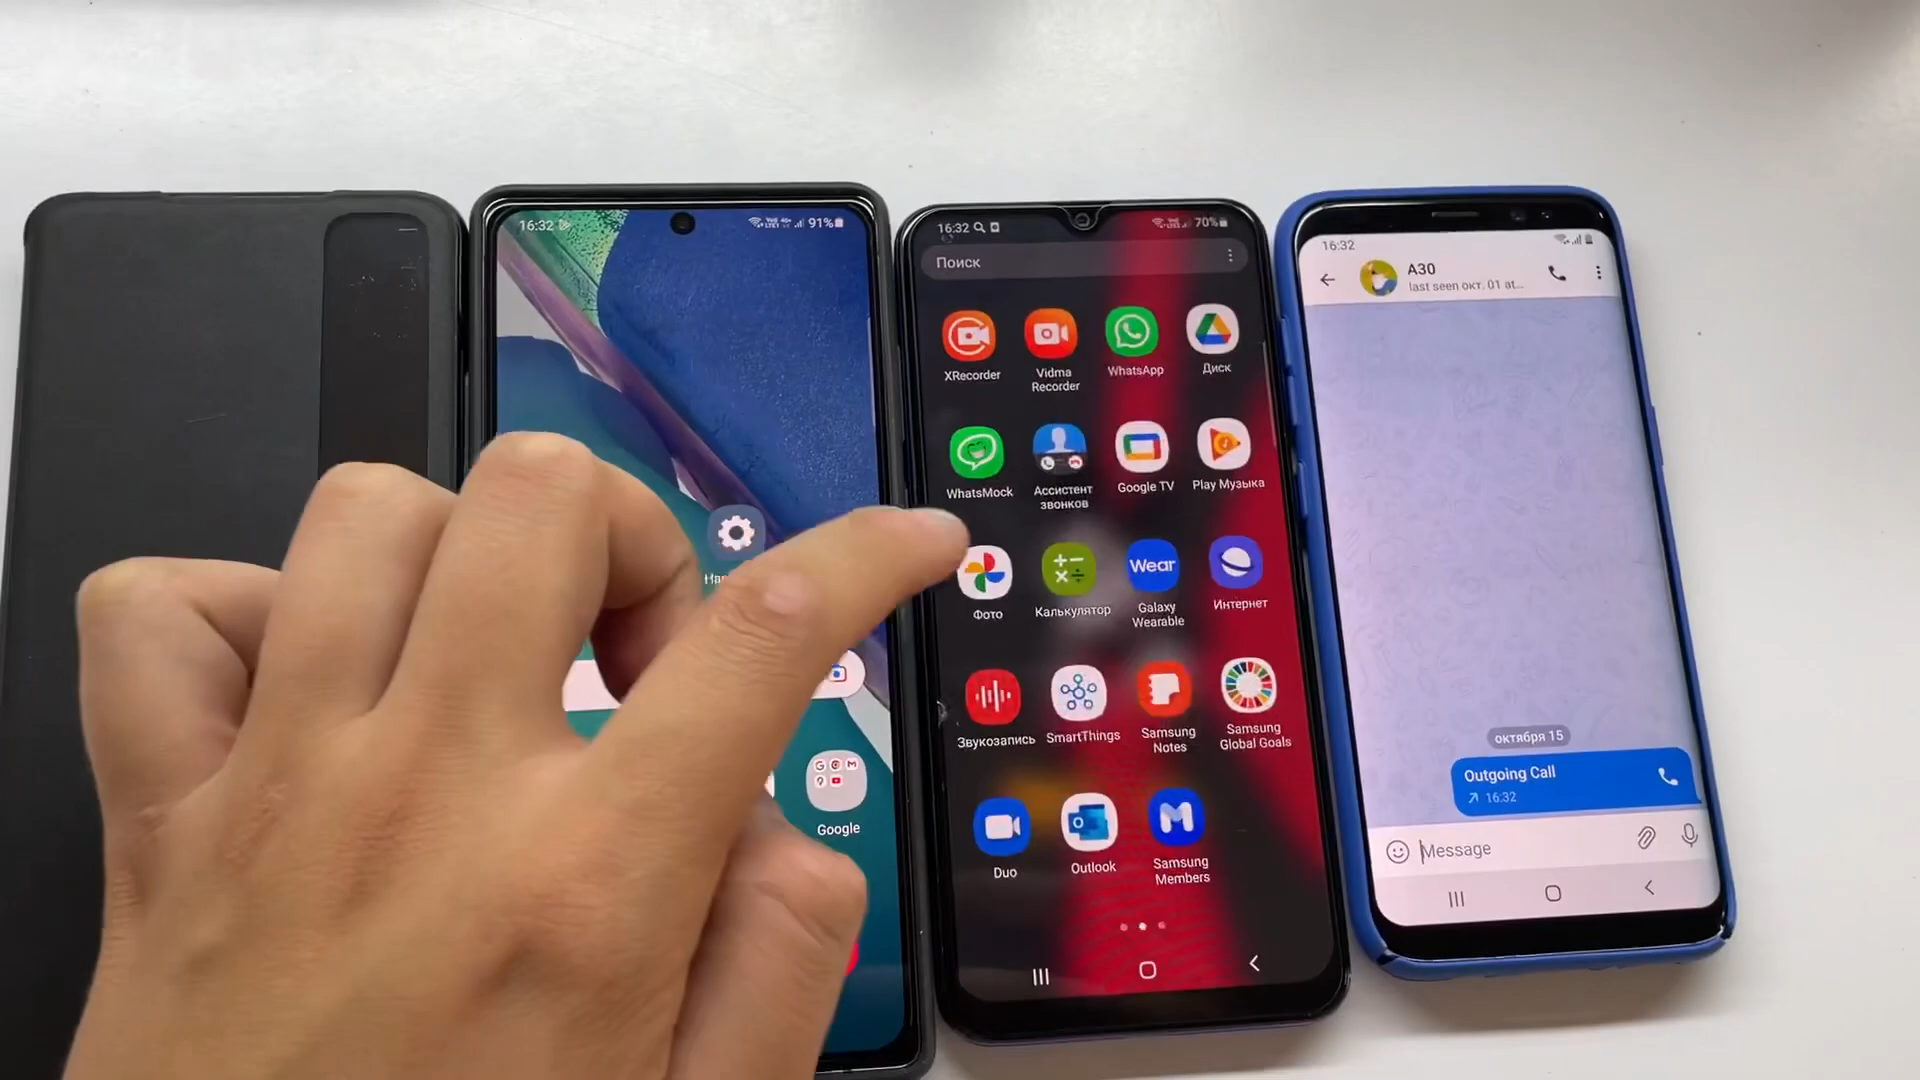 16:32
91%
Google
16:32
70%
Поиск
XRecorder
Vidma
Recorder
WhatsApp
Диск
WhatsMock
Ассистент
звонков
Google TV
Play Музыка
Фото
Калькулятор
Wear
Galaxy
Wearable
Интернет
Звукозапись
SmartThings
Samsung
Notes
Samsung
Global Goals
Duo
Outlook
Samsung
Members
16:32
A30
last seen окт. 01 at...
октября 15
Outgoing Call
16:32
Message